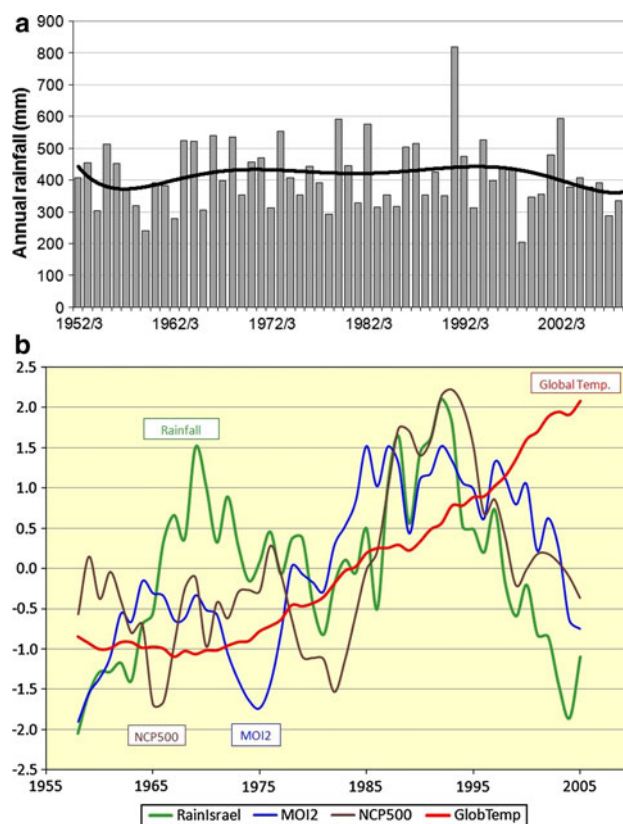 a
Annual rainfall (mm)
900
800
700
600
500
400
300
200
100
0
1952/3 1962/3 1972/3 1982/3 1992/3 2002/3
b
2.5
2.0
1.5
1.0
0.5
0.0
-0.5
-1.0
-1.5
-2.0
-2.5
Global Temp.
Rainfall
NCP500
MOI2
1955 1965 1975 1985 1995 2005
RainIsrael MOI2 NCP500 GlobTemp